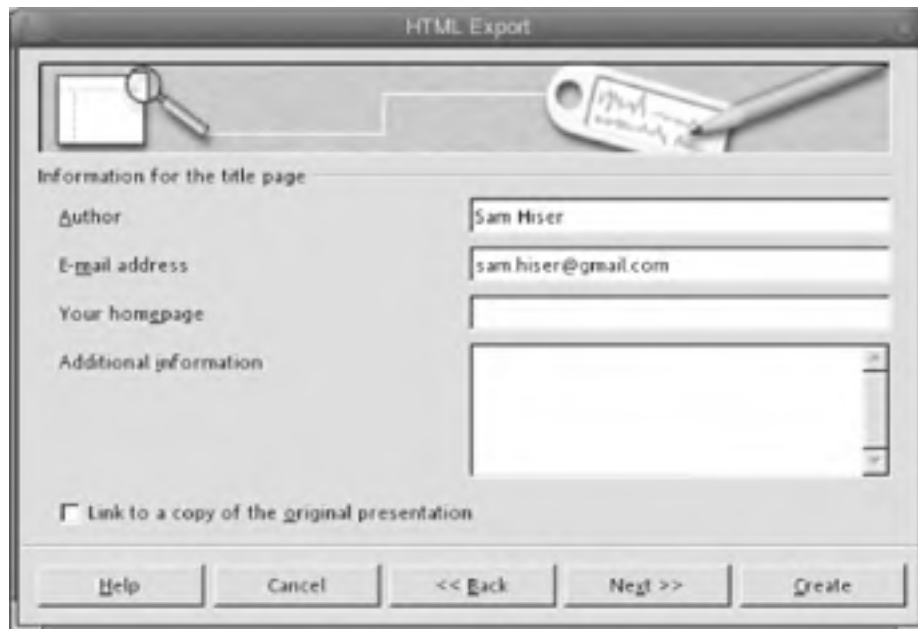 HTML Export
Information for the title page
Author
Sam Hiser
E-mail address
sam.hiser@gmail.com
Your homepage
Additional information
Link to a copy of the original presentation
Help
Cancel
<< Back
Next >>
Create